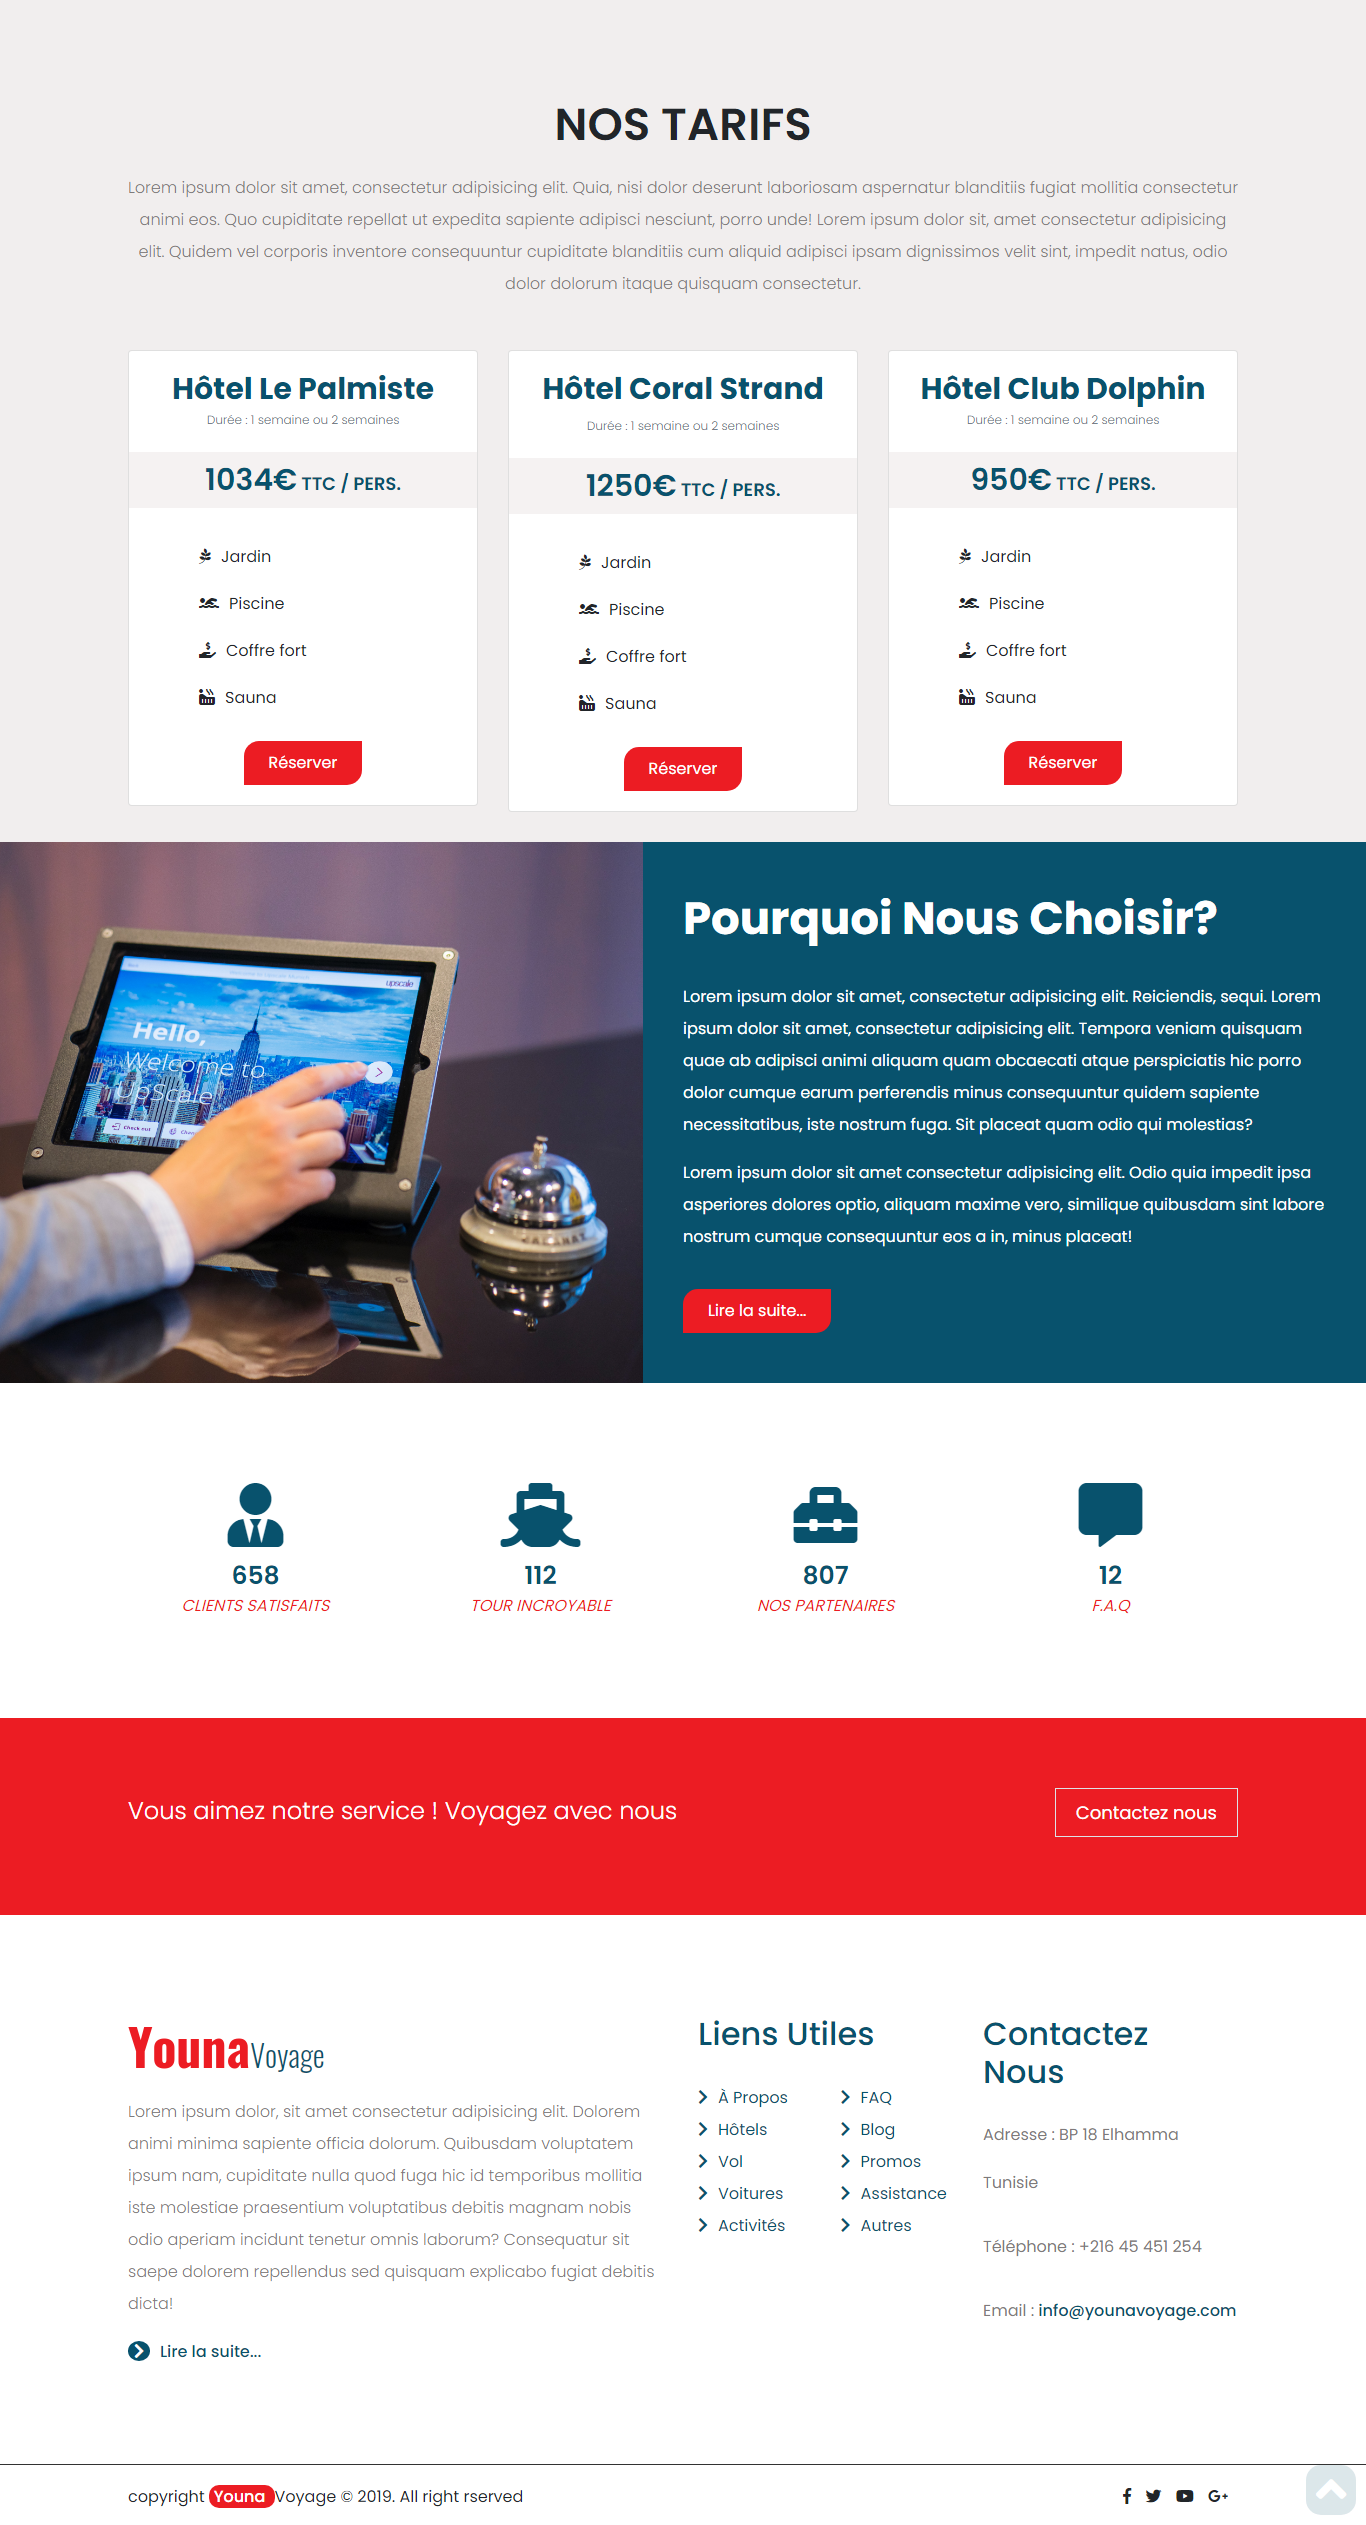 NOS TARIFS
Lorem ipsum dolor sit amet, consectetur adipisicing elit. Quia, nisi dolor deserunt laboriosam aspernatur blanditiis fugiat mollitia consectetur
animi eos. Quo cupiditate repellat ut expedita sapiente adipisci nesciunt, porro unde! Lorem ipsum dolor sit, amet consectetur adipisicing
elit. Quidem vel corporis inventore consequuntur cupiditate blanditiis cum aliquid adipisci ipsam dignissimos velit sint, impedit natus, odio
dolor dolorum itaque quisquam consectetur.
Hôtel Le Palmiste
Durée : 1 semaine ou 2 semaines
1034€ TTC / PERS.
Jardin
Piscine
Coffre fort
Sauna
Réserver
Hôtel Coral Strand
Durée : 1 semaine ou 2 semaines
1250€ TTC / PERS.
Jardin
Piscine
Coffre fort
Sauna
Réserver
Hôtel Club Dolphin
Durée : 1 semaine ou 2 semaines
950€ TTC / PERS.
Jardin
Piscine
Coffre fort
Sauna
Réserver
upscale
Hello,
Welcome to
UpScale
Check out
Pourquoi Nous Choisir?
Lorem ipsum dolor sit amet, consectetur adipisicing elit. Reiciendis, sequi. Lorem
ipsum dolor sit amet, consectetur adipisicing elit. Tempora veniam quisquam
quae ab adipisci animi aliquam quam obcaecati atque perspiciatis hic porro
dolor cumque earum perferendis minus consequuntur quidem sapiente
necessitatibus, iste nostrum fuga. Sit placeat quam odio qui molestias?
Lorem ipsum dolor sit amet consectetur adipisicing elit. Odio quia impedit ipsa
asperiores dolores optio, aliquam maxime vero, similique quibusdam sint labore
nostrum cumque consequuntur eos a in, minus placeat!
Lire la suite...
658
CLIENTS SATISFAITS
112
TOUR INCROYABLE
807
NOS PARTENAIRES
12
F.A.Q
Vous aimez notre service ! Voyagez avec nous
Contactez nous
YounaVoyage
Lorem ipsum dolor, sit amet consectetur adipisicing elit. Dolorem
animi minima sapiente officia dolorum. Quibusdam voluptatem
ipsum nam, cupiditate nulla quod fuga hic id temporibus mollitia
iste molestiae praesentium voluptatibus debitis magnam nobis
odio aperiam incidunt tenetur omnis laborum? Consequatur sit
saepe dolorem repellendus sed quisquam explicabo fugiat debitis
dicta!
Lire la suite...
Liens Utiles
À Propos
Hôtels
Vol
Voitures
Activités
FAQ
Blog
Promos
Assistance
Autres
Contactez
Nous
Adresse : BP 18 Elhamma
Tunisie
Téléphone : +216 45 451 254
Email : info@younavoyage.com
copyright Youna Voyage © 2019. All right rserved